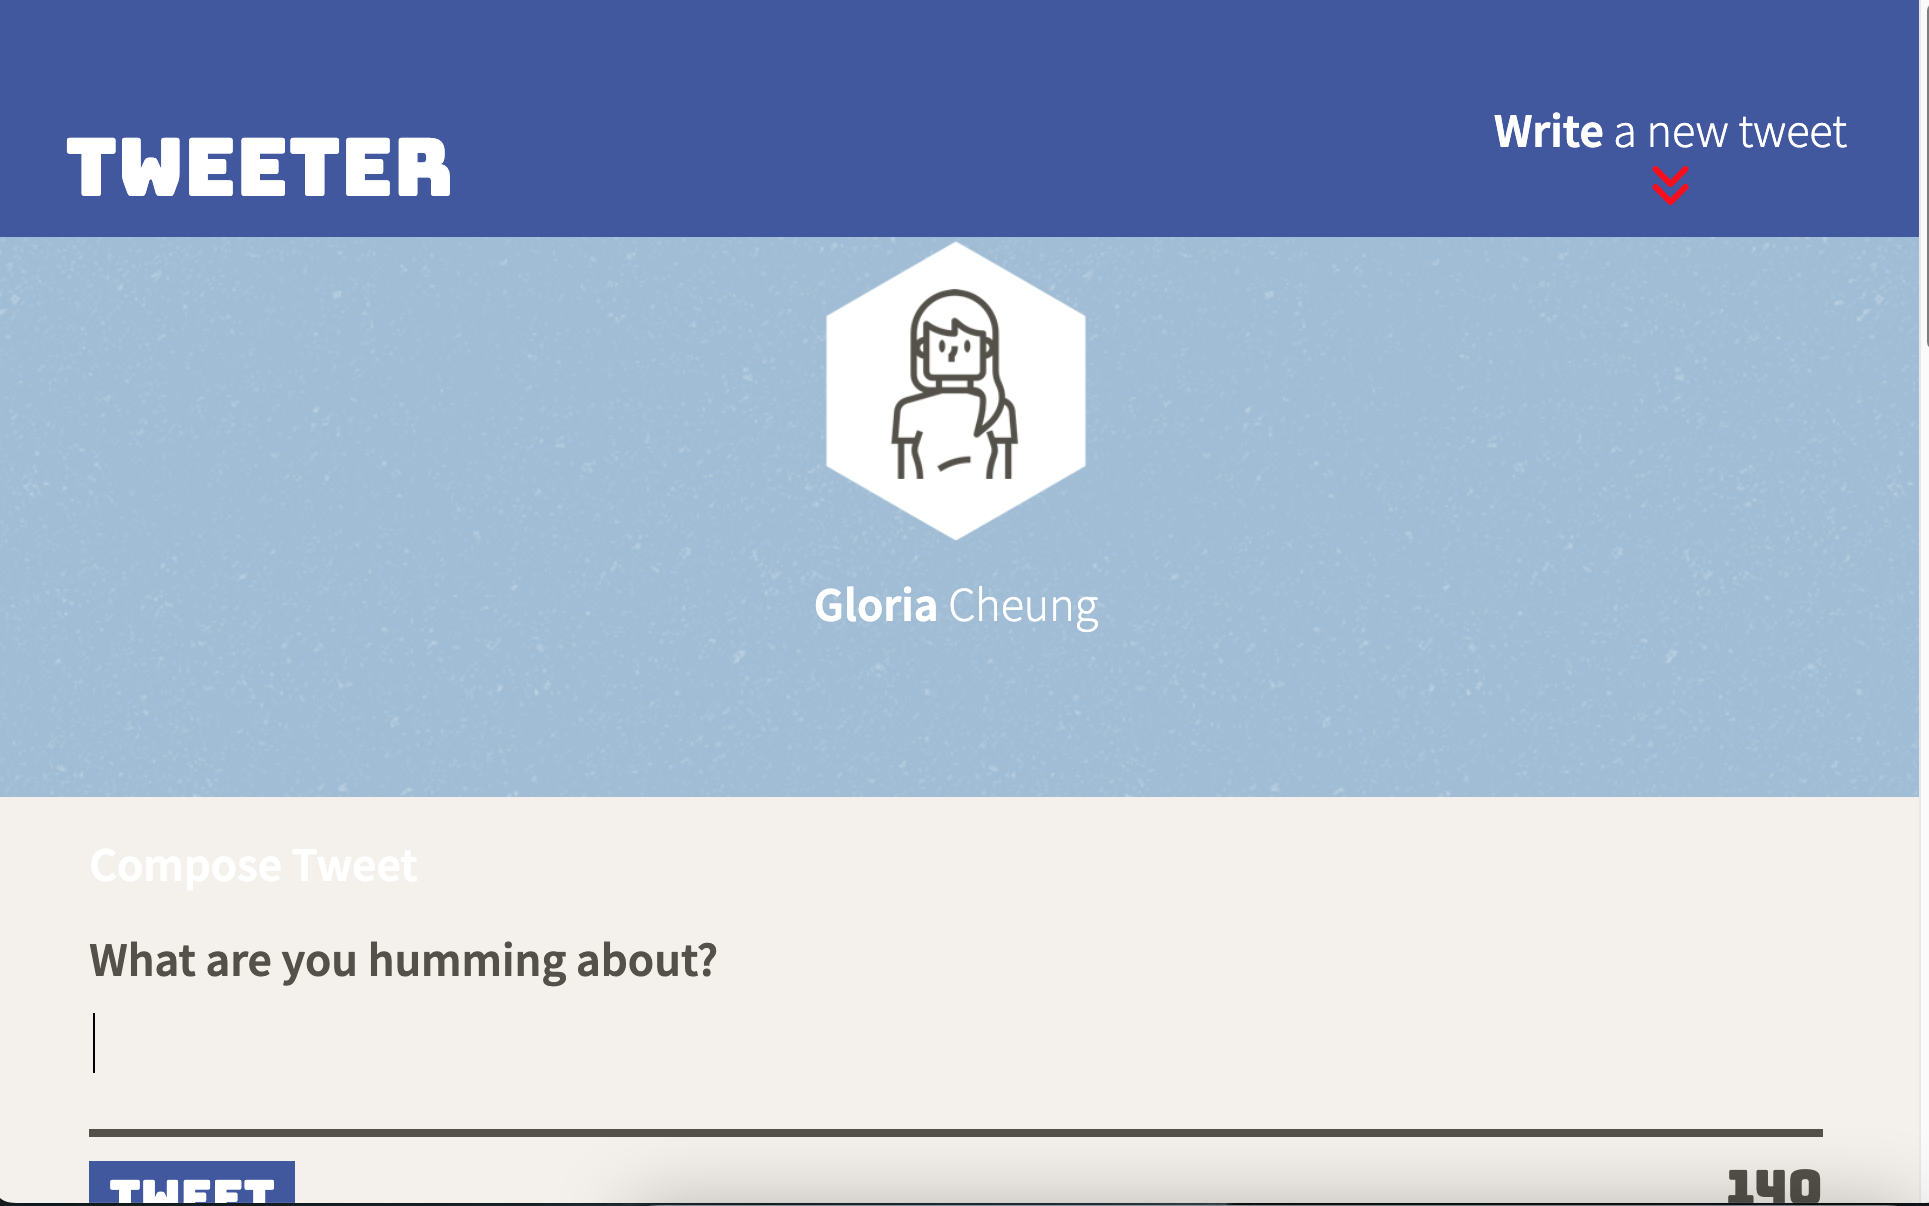 TWEETER
Write a new tweet
Gloria Cheung
Compose Tweet
What are you humming about?
TWEET
140